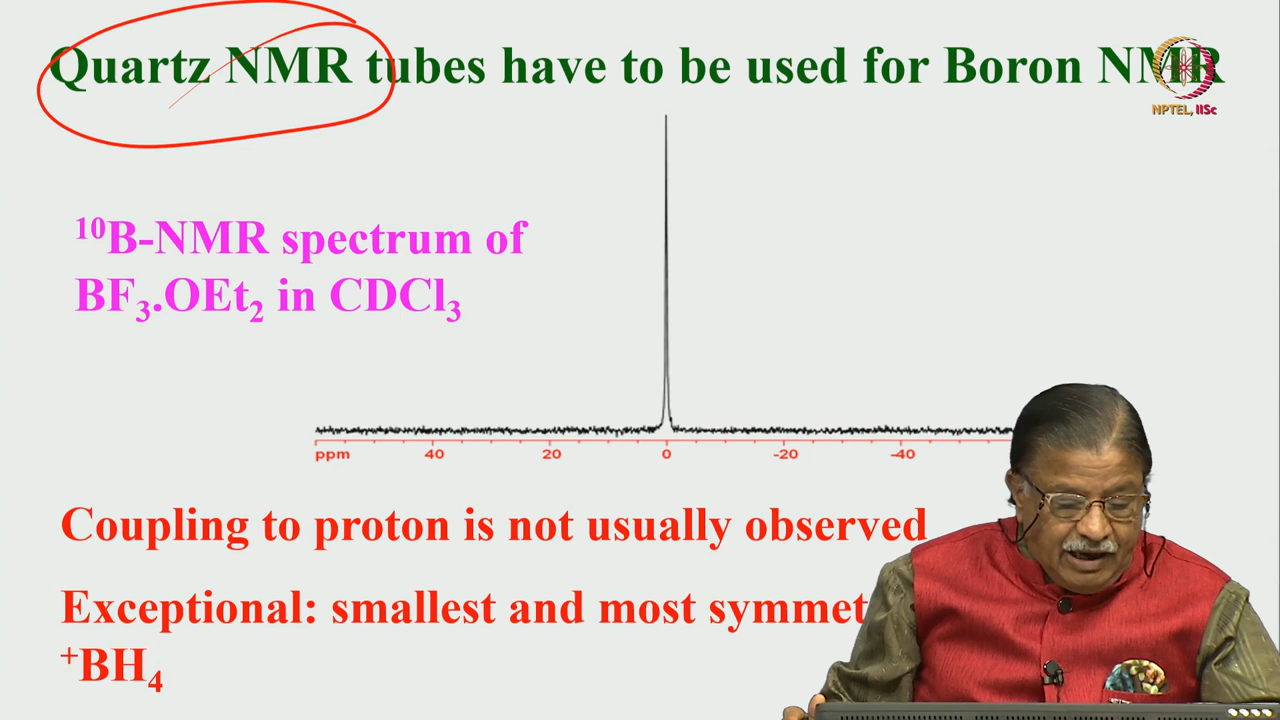 Quartz NMR tubes have to be used for Boron NMR
NPTEL, IISc
¹⁰B-NMR spectrum of
BF₃.OEt₂ in CDCl₃
ppm 40 20 0 -20 -40
Coupling to proton is not usually observed
Exceptional: smallest and most symmet
⁺BH₄